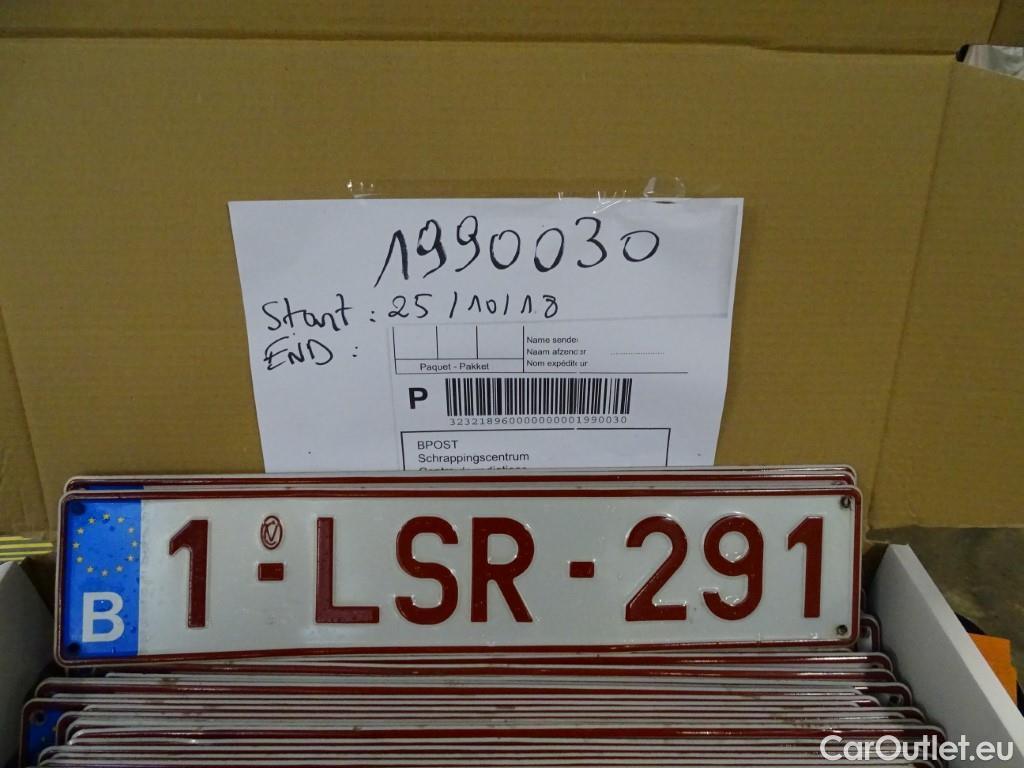 1990030
Start : 25/10/18
END :
Name sender
Naam afzender
Nom expéditeur
Paquet - Pakket
P
323218960000000001990030
BPOST
Schrappingscentrum
B 1-LSR-291
CarOutlet.eu